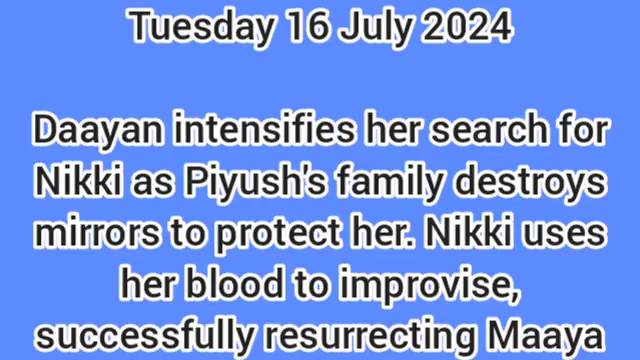 Tuesday 16 July 2024
Daayan intensifies her search for
Nikki as Piyush's family destroys
mirrors to protect her. Nikki uses
her blood to improvise,
successfully resurrecting Maaya